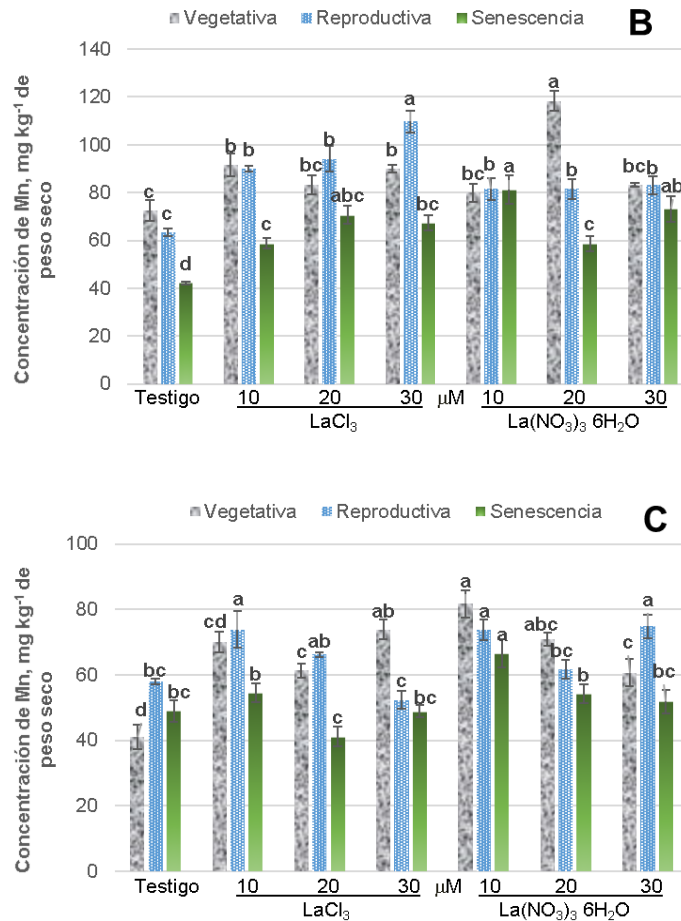 Vegetativa Reproductiva Senescencia
B
Concentración de Mn, mg kg⁻¹ de
peso seco
140
120
100
80
60
40
20
0
c c d
b b c
bc b abc
b a bc
bc b a
a b c
bc b ab
Testigo 10 20 30 μM 10 20 30
LaCl₃ La(NO₃)₃ 6H₂O
Vegetativa Reproductiva Senescencia
C
Concentración de Mn, mg kg⁻¹ de
peso seco
100
80
60
40
20
0
d bc bc
cd a b
c ab c
ab c bc
a a a
abc bc b
c a bc
Testigo 10 20 30 μM 10 20 30
LaCl₃ La(NO₃)₃ 6H₂O